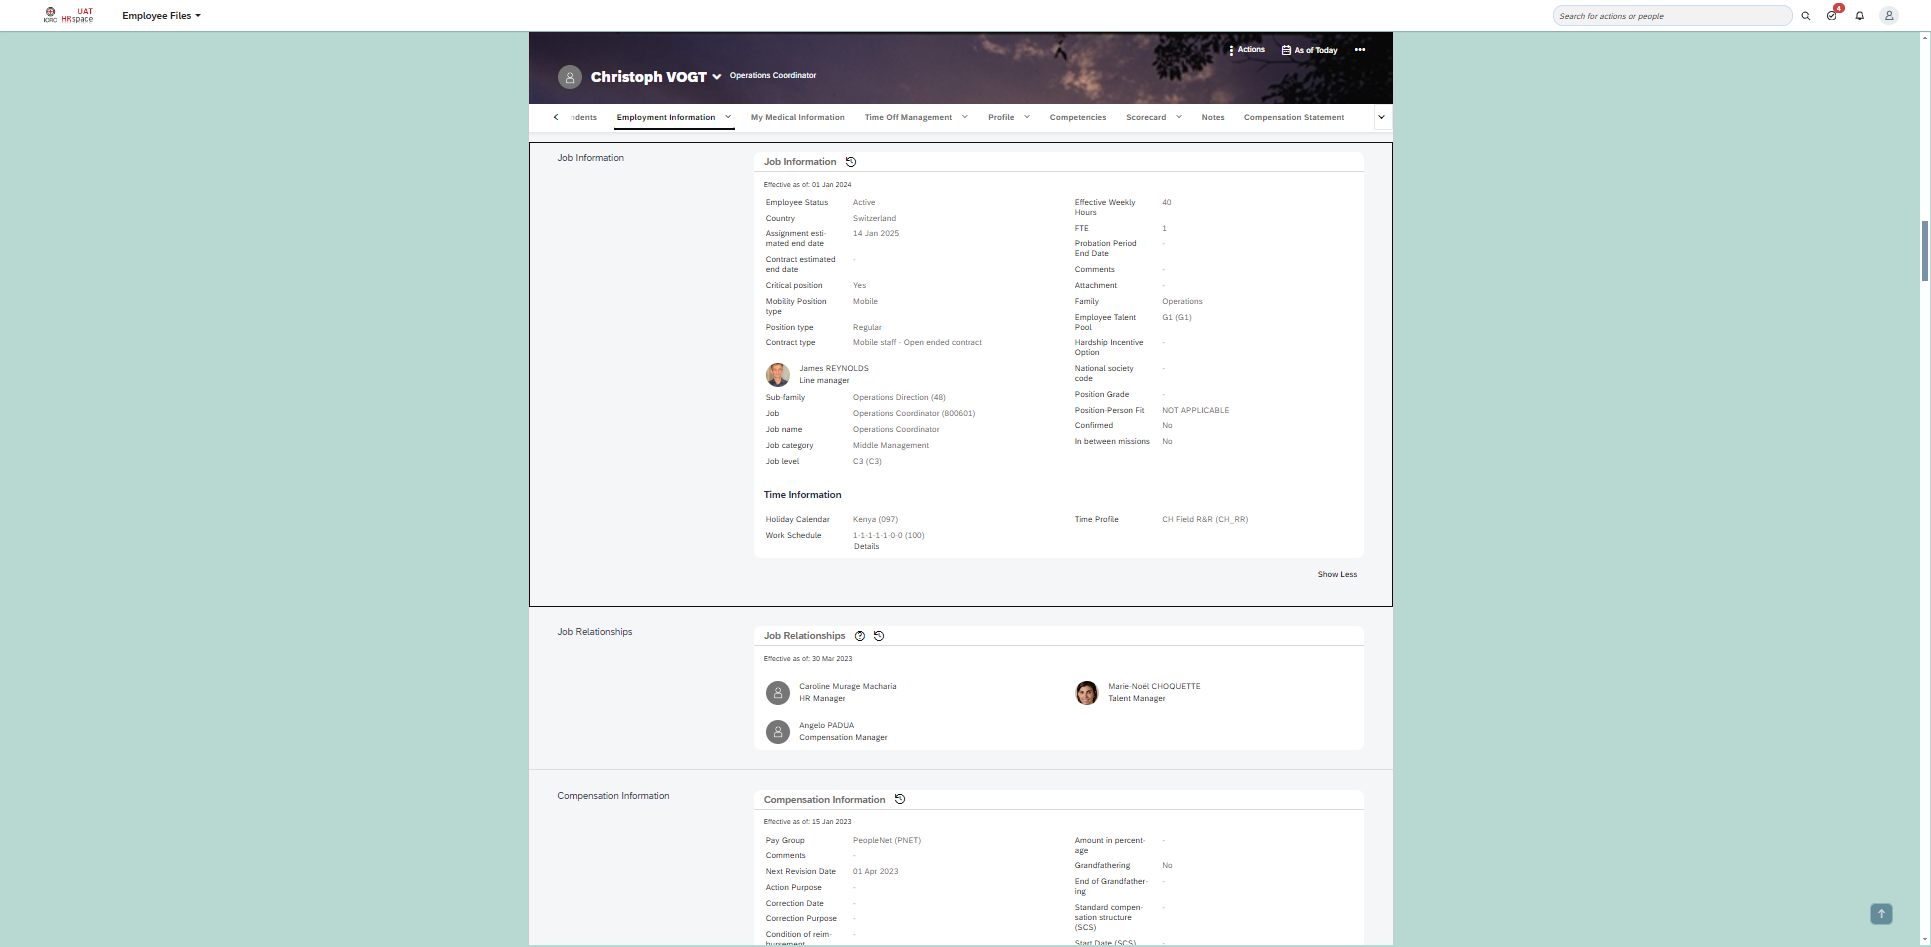 ICRC
UAT
HRspace
Employee Files
Search for actions or people
4
Actions
As of Today
Christoph VOGT
Operations Coordinator
ndents
Employment Information
My Medical Information
Time Off Management
Profile
Competencies
Scorecard
Notes
Compensation Statement
Job Information
Job Information
Effective as of: 01 Jan 2024
Employee Status
Active
Country
Switzerland
Assignment esti-
mated end date
14 Jan 2025
Contract estimated
end date
-
Critical position
Yes
Mobility Position
type
Mobile
Position type
Regular
Contract type
Mobile staff - Open ended contract
James REYNOLDS
Line manager
Sub-family
Operations Direction (48)
Job
Operations Coordinator (800601)
Job name
Operations Coordinator
Job category
Middle Management
Job level
C3 (C3)
Effective Weekly
Hours
40
FTE
1
Probation Period
End Date
-
Comments
-
Attachment
-
Family
Operations
Employee Talent
Pool
G1 (G1)
Hardship Incentive
Option
-
National society
code
-
Position Grade
-
Position-Person Fit
NOT APPLICABLE
Confirmed
No
In between missions
No
Time Information
Holiday Calendar
Kenya (097)
Work Schedule
1-1-1-1-1-0-0 (100)
Details
Time Profile
CH Field R&R (CH_RR)
Show Less
Job Relationships
Job Relationships
Effective as of: 30 Mar 2023
Caroline Murage Macharia
HR Manager
Marie-Noël CHOQUETTE
Talent Manager
Angelo PADUA
Compensation Manager
Compensation Information
Compensation Information
Effective as of: 15 Jan 2023
Pay Group
PeopleNet (PNET)
Comments
-
Next Revision Date
01 Apr 2023
Action Purpose
-
Correction Date
-
Correction Purpose
-
Condition of reim-
bursement
-
Amount in percent-
age
-
Grandfathering
No
End of Grandfather-
ing
-
Standard compen-
sation structure
(SCS)
-
Start Date (SCS)
-